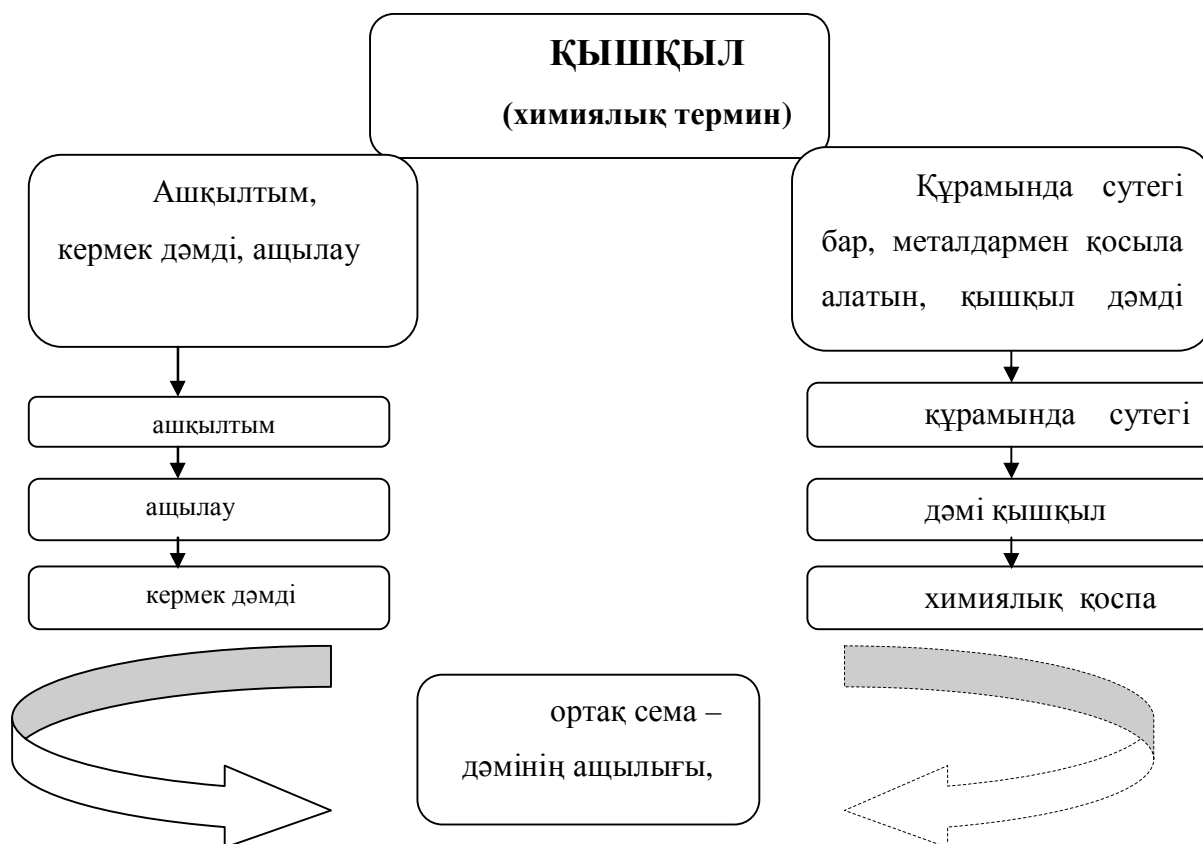 ҚЫШҚЫЛ
(химиялық термин)
Ашқылтым,
кермек дәмді, ащылау
ашқылтым
ащылау
кермек дәмді
Құрамында сутегі
бар, металдармен қосыла
алатын, қышқыл дәмді
құрамында сутегі
дәмі қышқыл
химиялық қоспа
ортақ сема –
дәмінің ащылығы,